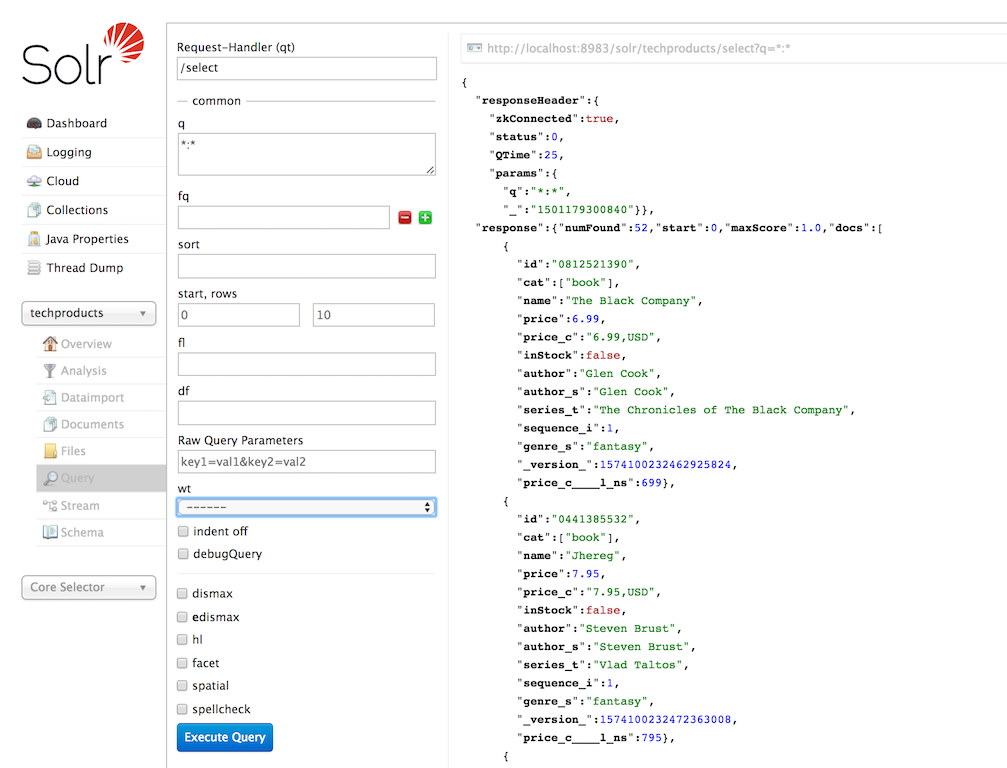 Solr
Dashboard
Logging
Cloud
Collections
Java Properties
Thread Dump
techproducts
Overview
Analysis
Dataimport
Documents
Files
Query
Stream
Schema
Core Selector
Request-Handler (qt)
/select
common
q
*:*
fq
sort
start, rows
0
10
fl
df
Raw Query Parameters
key1=val1&key2=val2
wt
------
indent off
debugQuery
dismax
edismax
hl
facet
spatial
spellcheck
Execute Query
http://localhost:8983/solr/techproducts/select?q=*:*
{
"responseHeader":{
"zkConnected":true,
"status":0,
"QTime":25,
"params":{
"q":"*:*",
"_":"1501179300840"}},
"response":{"numFound":52,"start":0,"maxScore":1.0,"docs":[
{
"id":"0812521390",
"cat":["book"],
"name":"The Black Company",
"price":6.99,
"price_c":"6.99,USD",
"inStock":false,
"author":"Glen Cook",
"author_s":"Glen Cook",
"series_t":"The Chronicles of The Black Company",
"sequence_i":1,
"genre_s":"fantasy",
"_version_":1574100232462925824,
"price_c____l_ns":699},
{
"id":"0441385532",
"cat":["book"],
"name":"Jhereg",
"price":7.95,
"price_c":"7.95,USD",
"inStock":false,
"author":"Steven Brust",
"author_s":"Steven Brust",
"series_t":"Vlad Taltos",
"sequence_i":1,
"genre_s":"fantasy",
"_version_":1574100232472363008,
"price_c____l_ns":795},
{